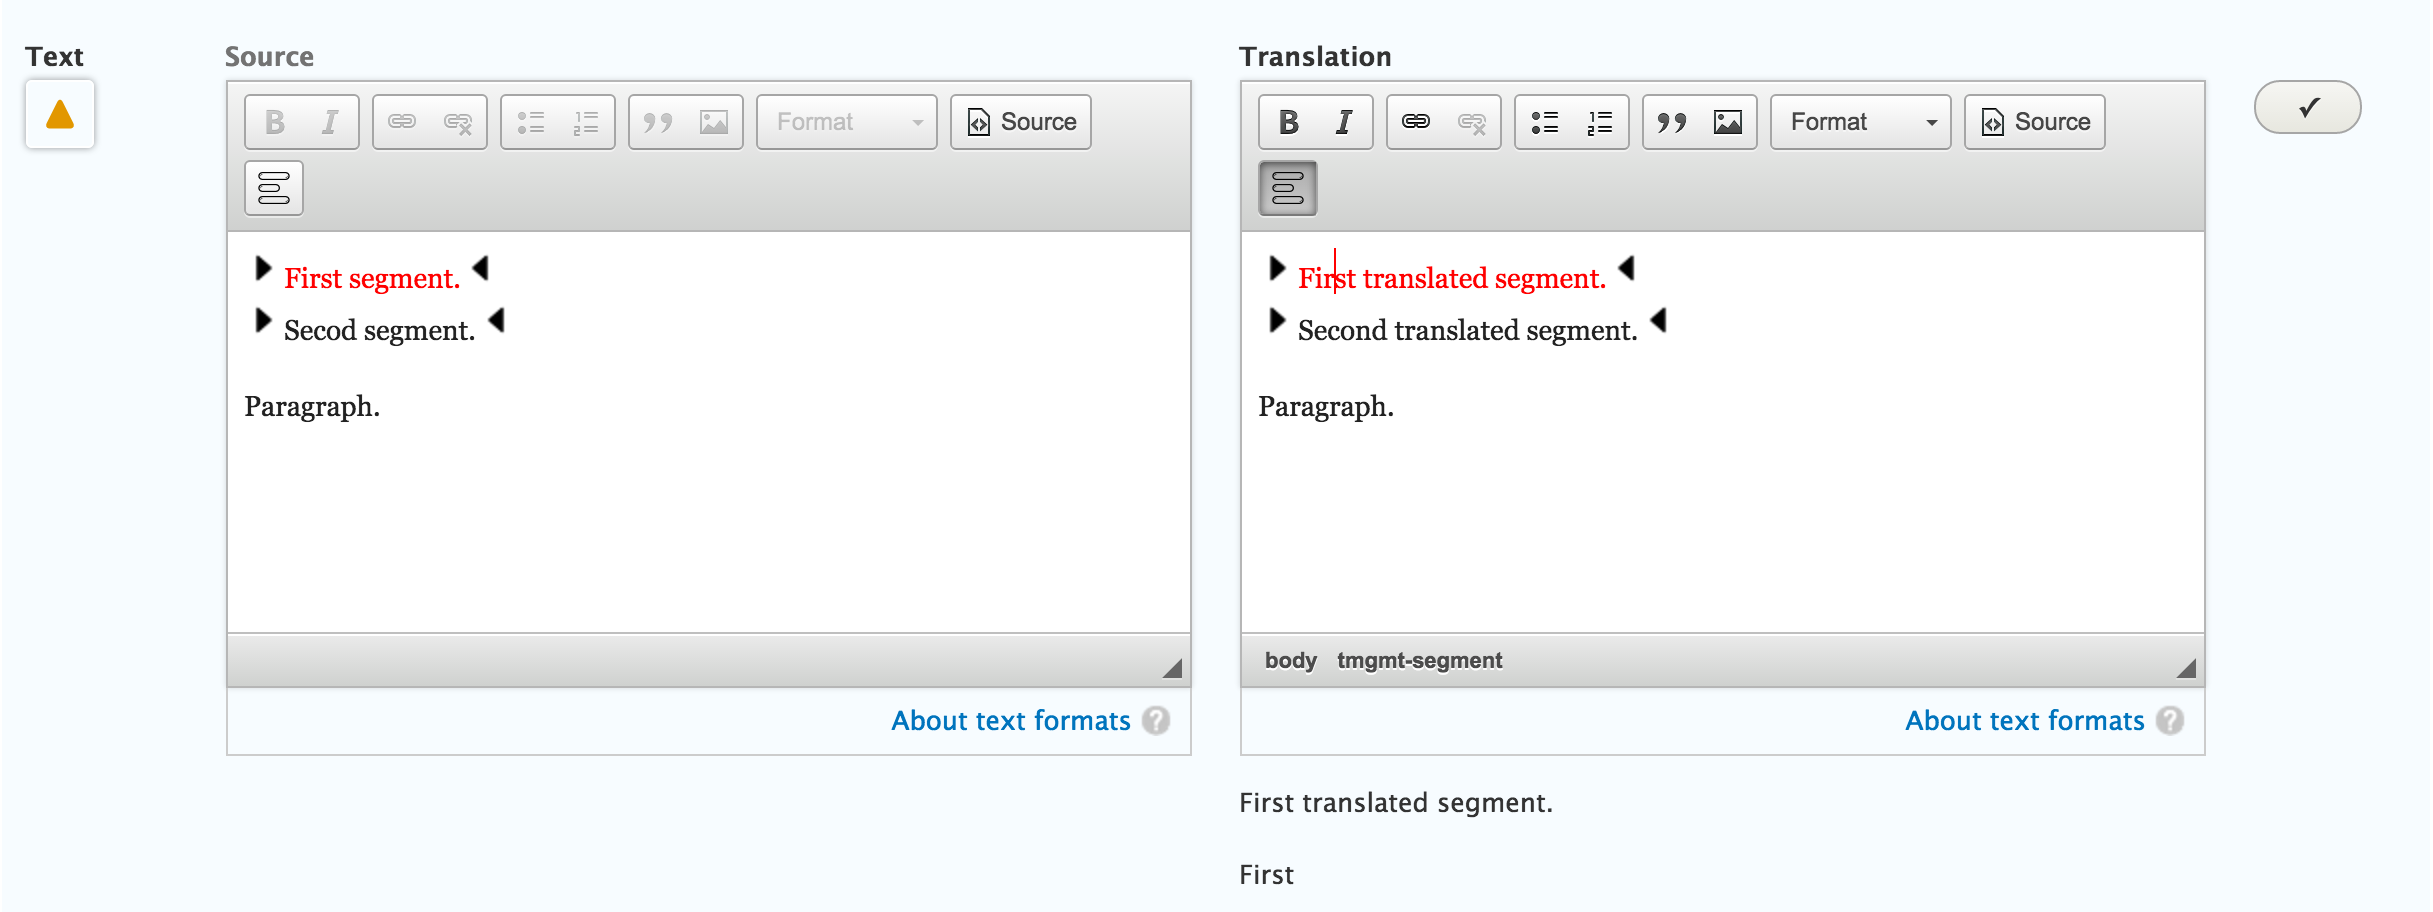 Text
Source
Translation
B I Format Source
B I Format Source
First segment.
Secod segment.
Paragraph.
First translated segment.
Second translated segment.
Paragraph.
body tmgmt-segment
About text formats ?
About text formats ?
First translated segment.
First